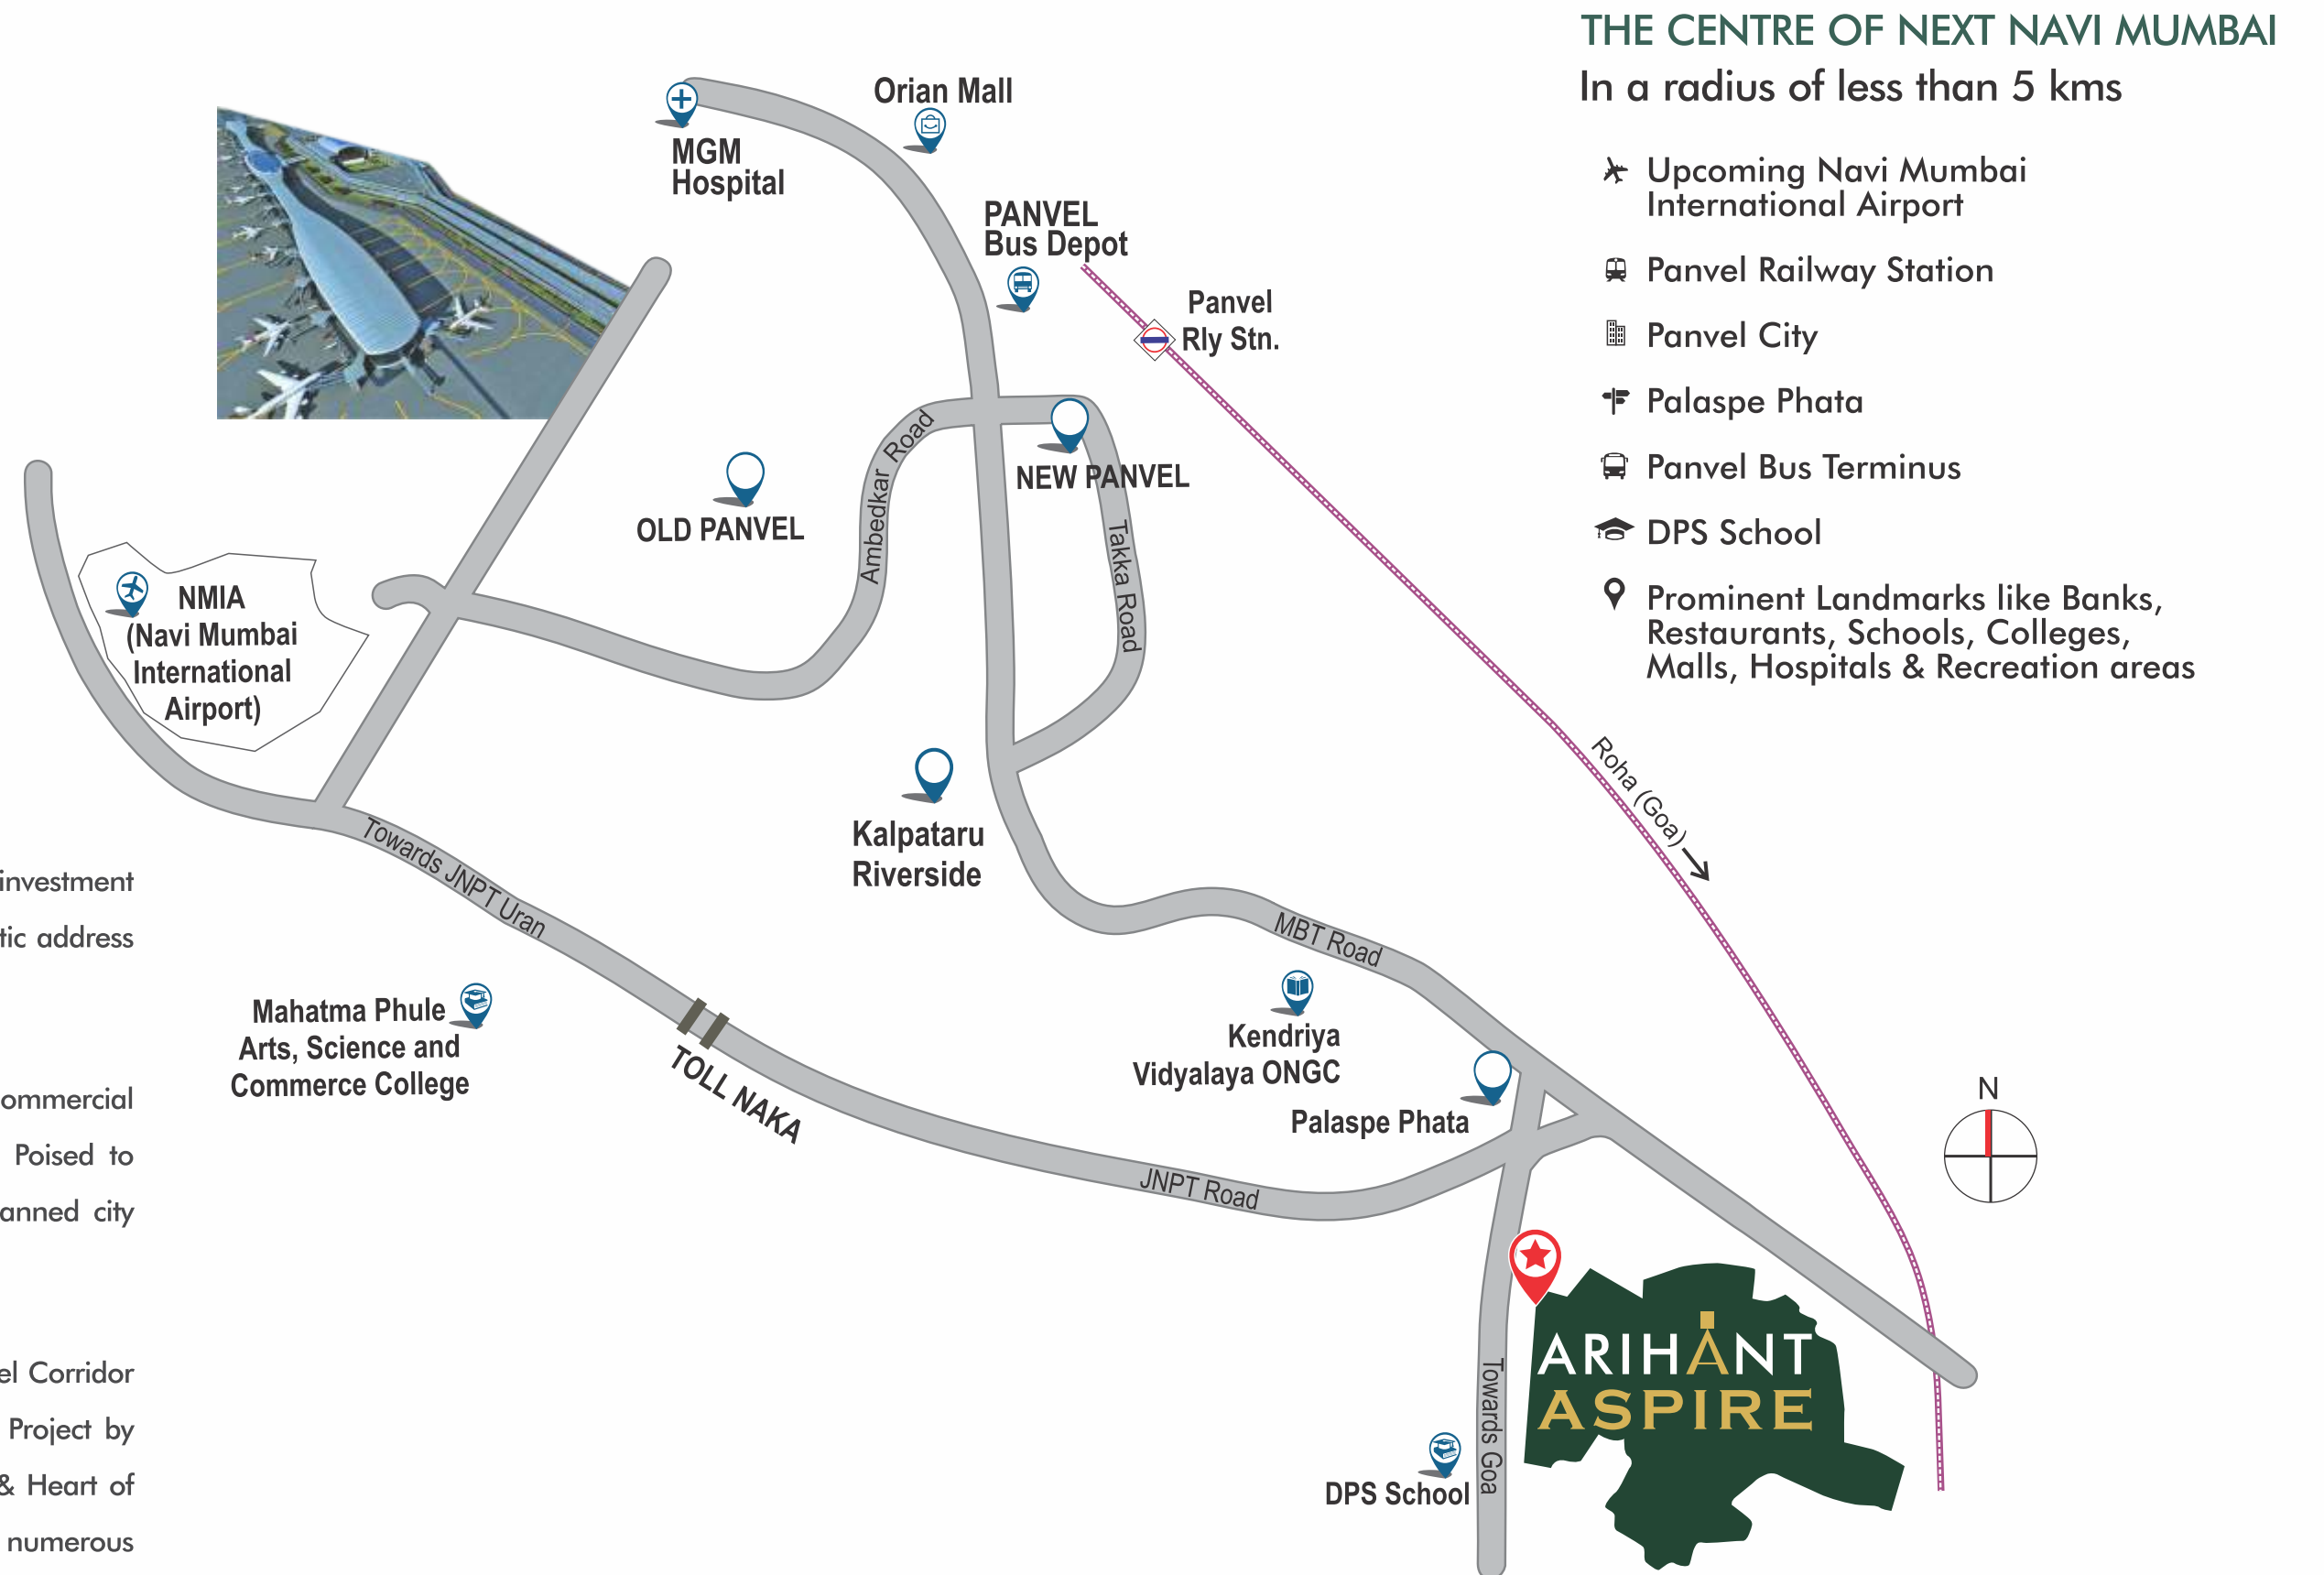 THE CENTRE OF NEXT NAVI MUMBAI
In a radius of less than 5 kms
Upcoming Navi Mumbai
International Airport
Panvel Railway Station
Panvel City
Palaspe Phata
Panvel Bus Terminus
DPS School
Prominent Landmarks like Banks,
Restaurants, Schools, Colleges,
Malls, Hospitals & Recreation areas
Orian Mall
MGM
Hospital
PANVEL
Bus Depot
Panvel
Rly Stn.
Ambedkar Road
NEW PANVEL
OLD PANVEL
Takka Road
NMIA
(Navi Mumbai
International
Airport)
Roha (Goa)
Kalpataru
Riverside
Towards JNPT Uran
MBT Road
Mahatma Phule
Arts, Science and
Commerce College
TOLL NAKA
Kendriya
Vidyalaya ONGC
Palaspe Phata
JNPT Road
N
ARIHANT
ASPIRE
Towards Goa
DPS School
investment
address
Poised to
city
Corridor
Project by
& Heart of
numerous